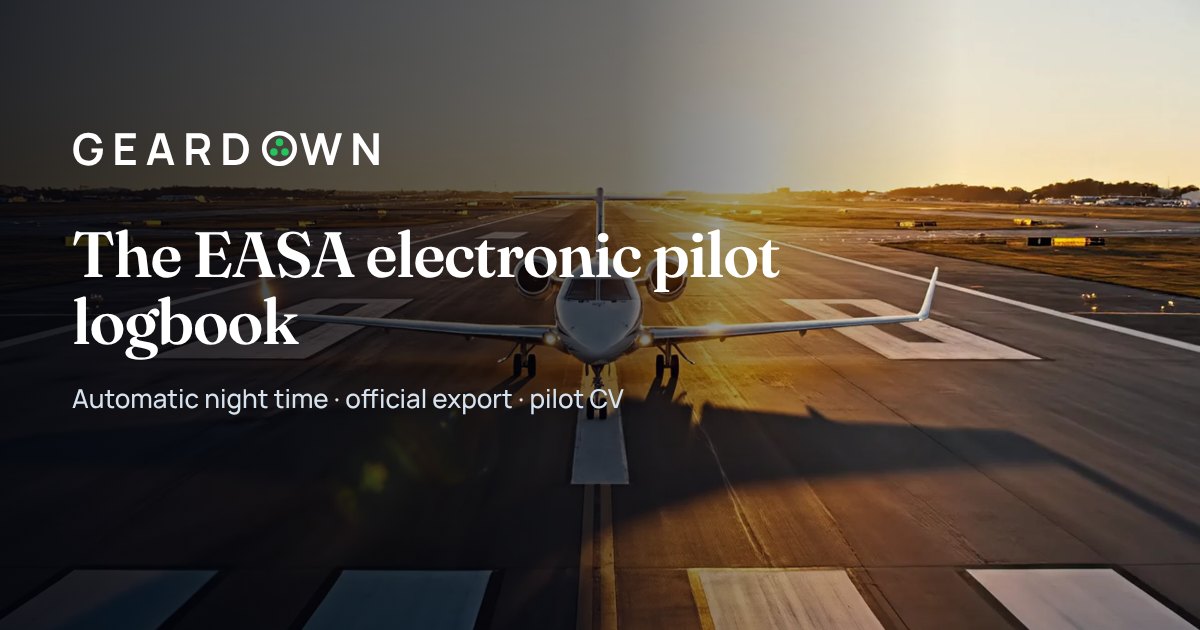 GEARDOWN
The EASA electronic pilot
logbook
Automatic night time · official export · pilot CV